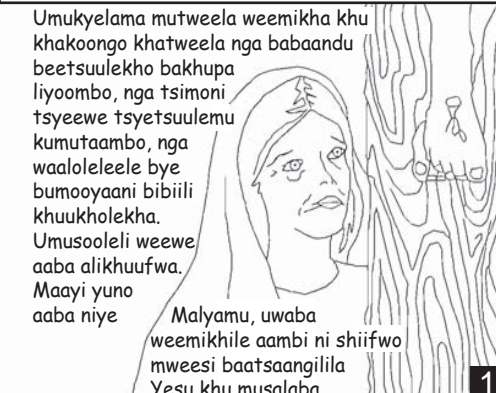 Umukyelama mutweela weemikha khu
khakoongo khatweela nga babaandu
beetsuulekho bakhupa
liyoombo, nga tsimoni
tsyeewe tsyetsuulemu
kumutaambo, nga
waaloleleele bye
bumooyaani bibiili
khuukholekha.
Umusooleli weewe
aaba alikhuufwa.
Maayi yuno
aaba niye
Malyamu, uwaba
weemikhile aambi ni shiifwo
mweesi baatsaangilila
Yesu khu musalaba.
1